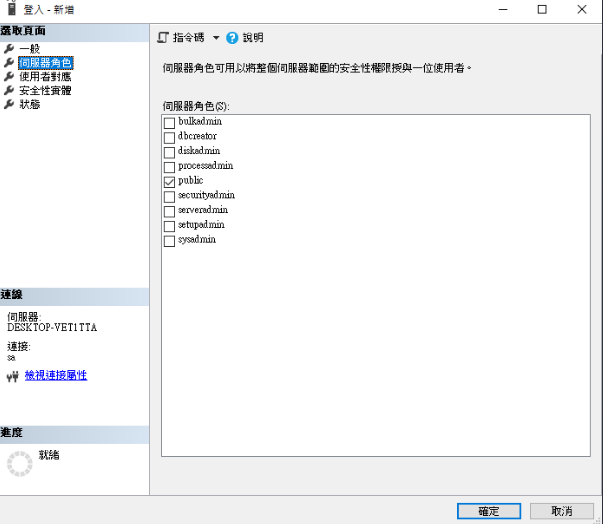 登入 - 新增
選取頁面
一般
伺服器角色
使用者對應
安全性實體
狀態
指令碼
說明
伺服器角色可用以將整個伺服器範圍的安全性權限授與一位使用者。
伺服器角色(S):
bulkadmin
dbcreator
diskadmin
processadmin
public
securityadmin
serveradmin
setupadmin
sysadmin
連線
伺服器:
DESKTOP-VET1TTA
連接:
sa
檢視連接屬性
進度
就緒
確定
取消